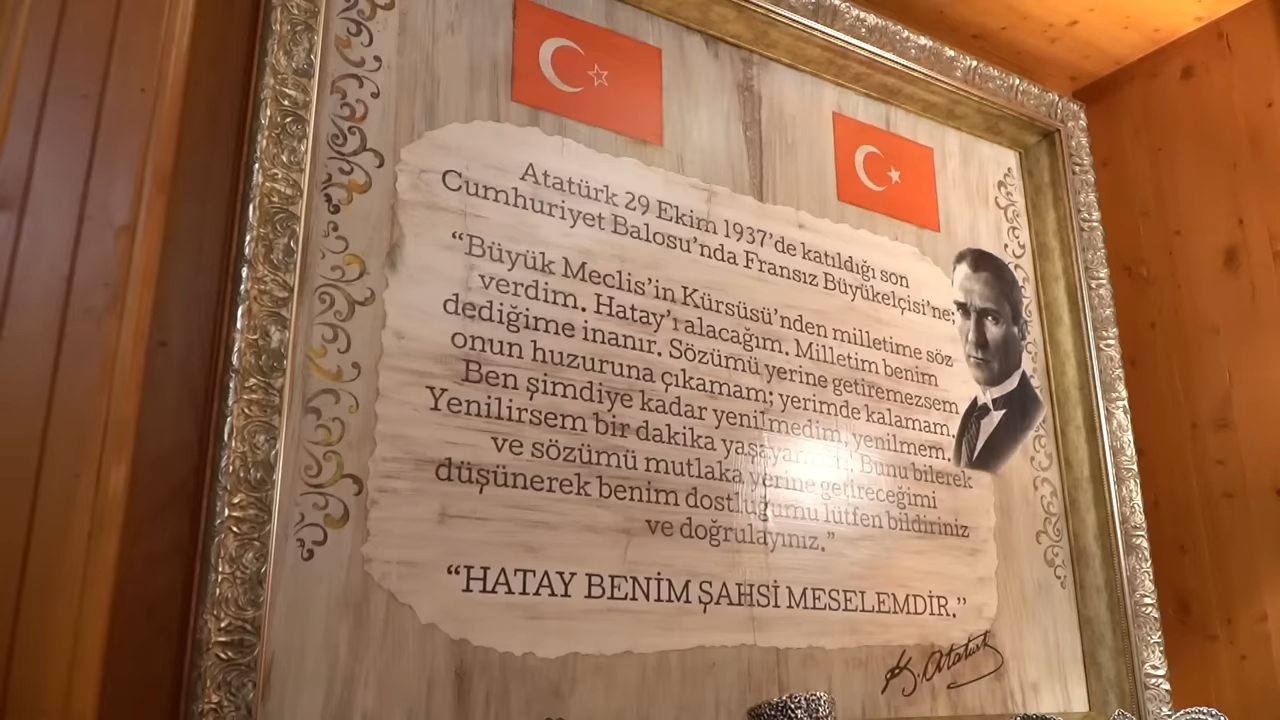 Atatürk 29 Ekim 1937'de katıldığı son
Cumhuriyet Balosu'nda Fransız Büyükelçisi'ne;
“Büyük Meclis'in Kürsüsü'nden milletime söz
verdim. Hatay'ı alacağım. Milletim benim
dediğime inanır. Sözümü yerine getiremezsem
onun huzuruna çıkamam; yerimde kalamam.
Ben şimdiye kadar yenilmedim, yenilmem.
Yenilirsem bir dakika Bunu bilerek
ve sözümü mutlaka yerine getireceğimi
düşünerek benim dostluğumu lütfen bildiriniz
ve doğrulayınız.”
“HATAY BENİM ŞAHSİ MESELEMDİR.”
K. Atatürk